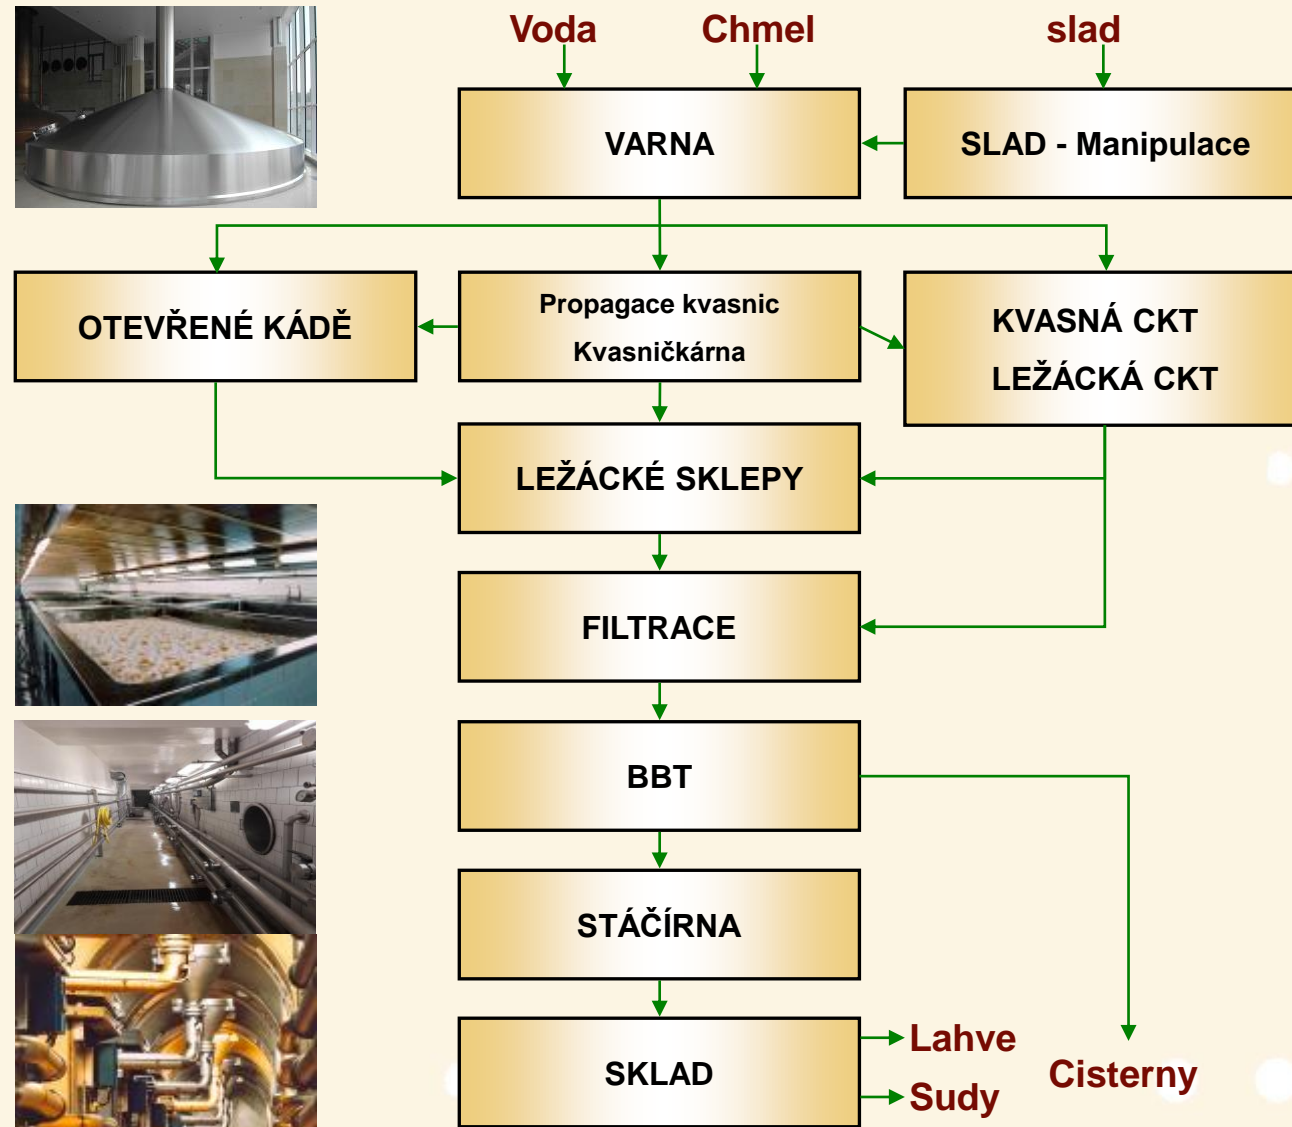 Voda
Chmel
slad
VARNA
SLAD - Manipulace
OTEVŘENÉ KÁDĚ
Propagace kvasnic
Kvasničkárna
KVASNÁ CKT
LEŽÁCKÁ CKT
LEŽÁCKÉ SKLEPY
FILTRACE
BBT
STÁČÍRNA
SKLAD
Lahve
Sudy
Cisterny